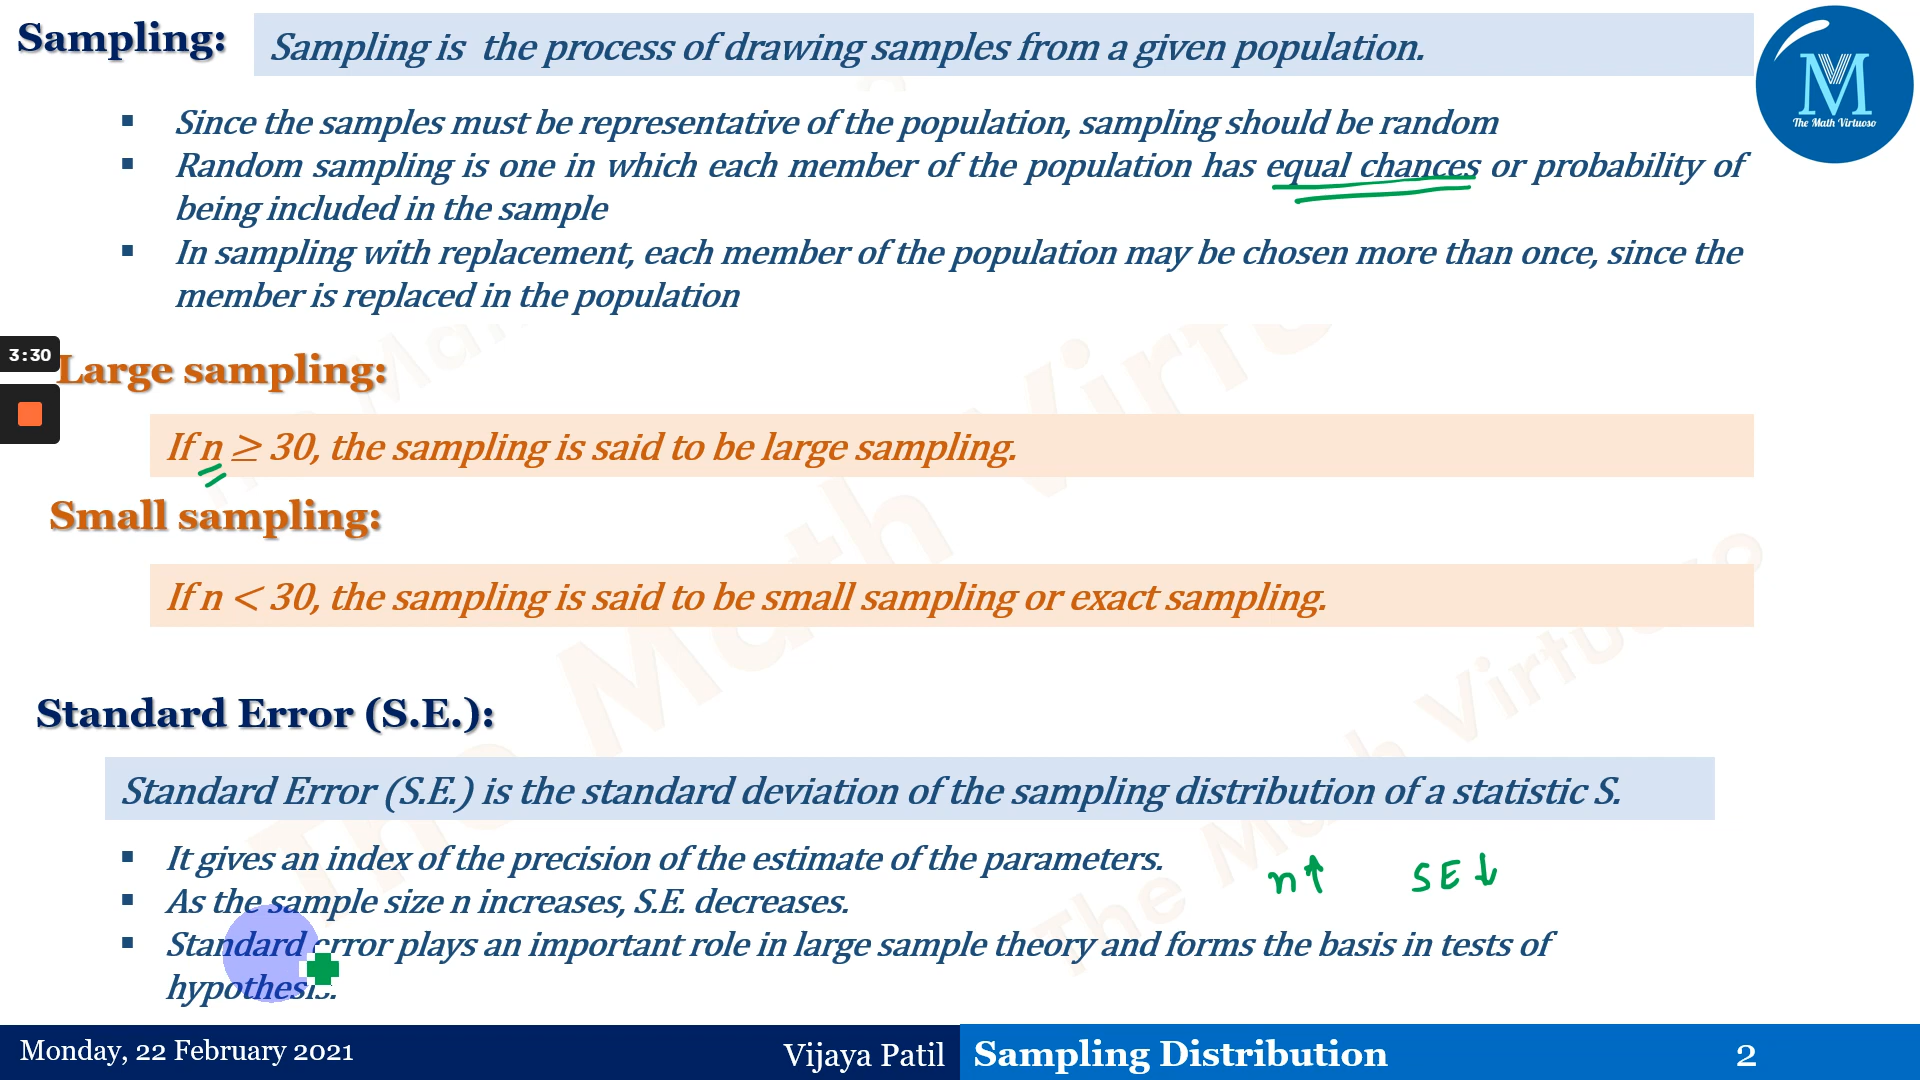 Sampling:
Sampling is the process of drawing samples from a given population.
The Math Virtuoso
▪ Since the samples must be representative of the population, sampling should be random
▪ Random sampling is one in which each member of the population has equal chances or probability of
being included in the sample
▪ In sampling with replacement, each member of the population may be chosen more than once, since the
member is replaced in the population
3:30
Large sampling:
If n ≥ 30, the sampling is said to be large sampling.
Small sampling:
If n < 30, the sampling is said to be small sampling or exact sampling.
Standard Error (S.E.):
Standard Error (S.E.) is the standard deviation of the sampling distribution of a statistic S.
▪ It gives an index of the precision of the estimate of the parameters.
n↑ SE↓
▪ As the sample size n increases, S.E. decreases.
▪ Standard error plays an important role in large sample theory and forms the basis in tests of
hypothesis.
Monday, 22 February 2021
Vijaya Patil
Sampling Distribution
2
The Math Virtuoso
The Math Virtuoso